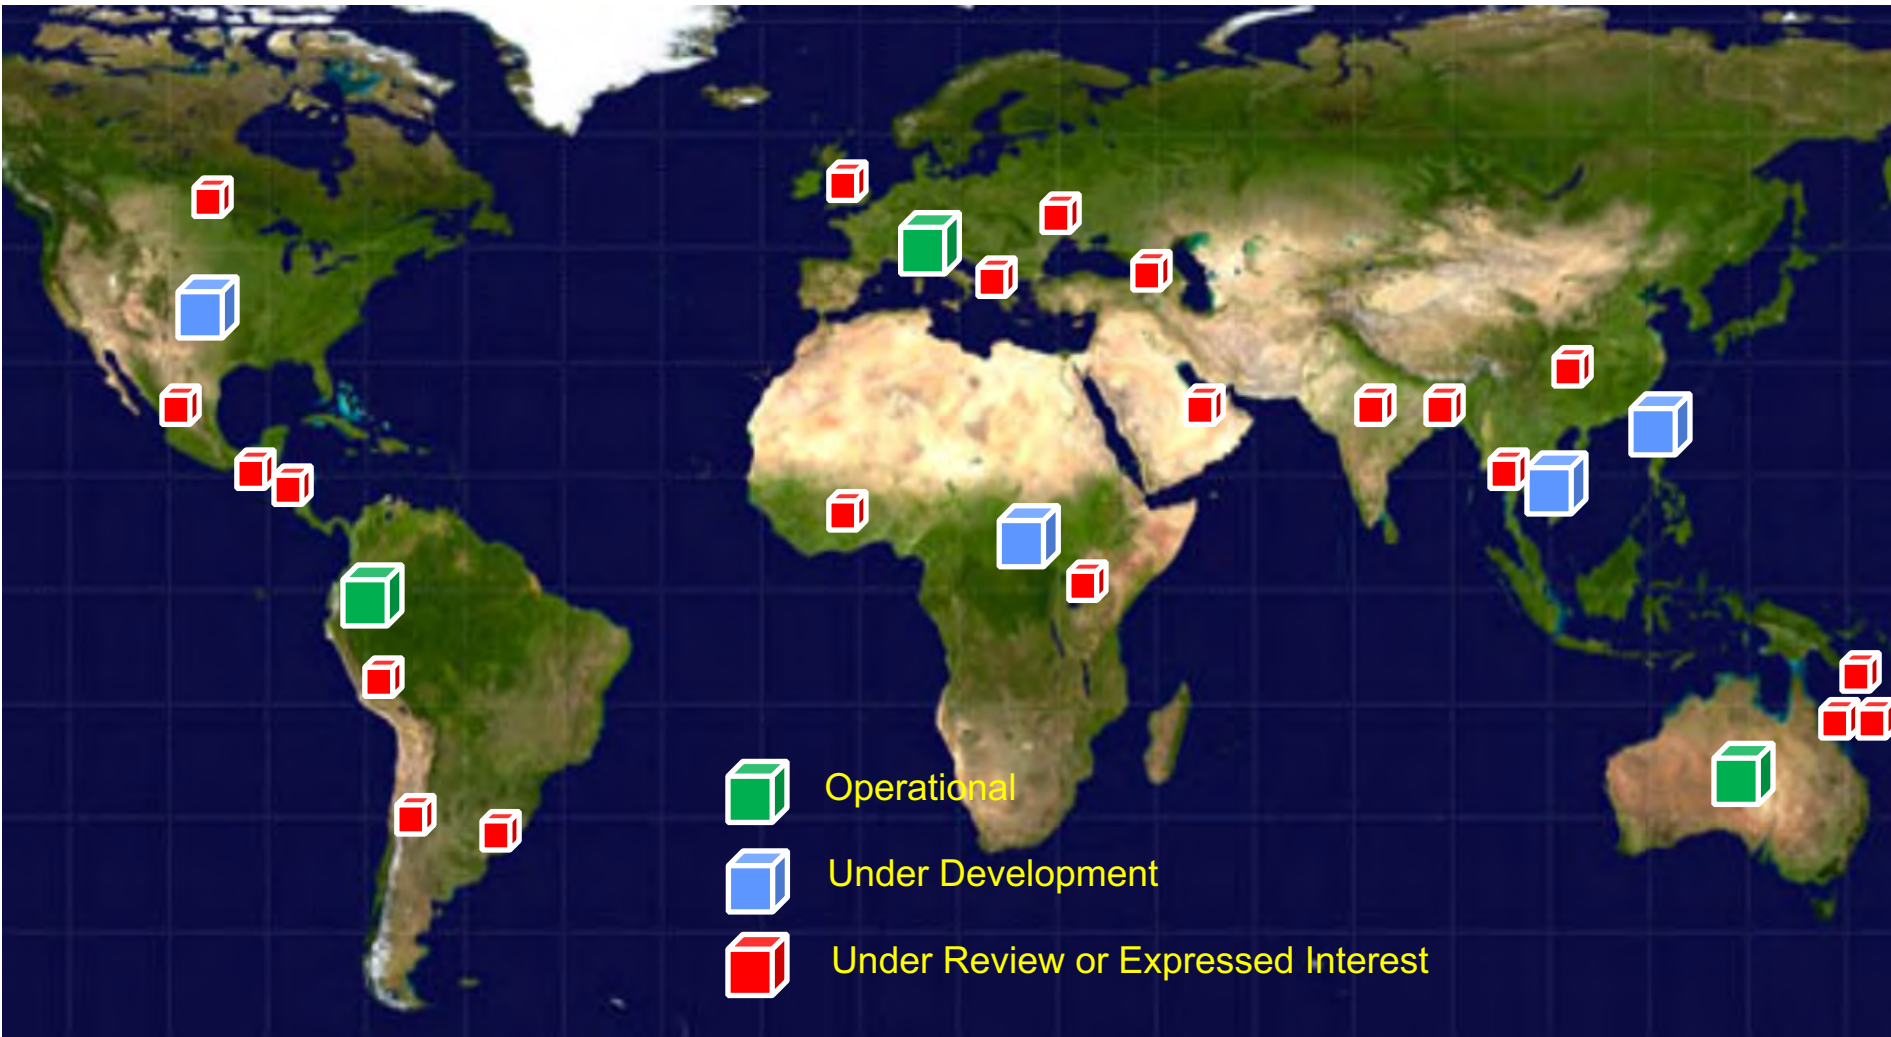 Operational
Under Development
Under Review or Expressed Interest